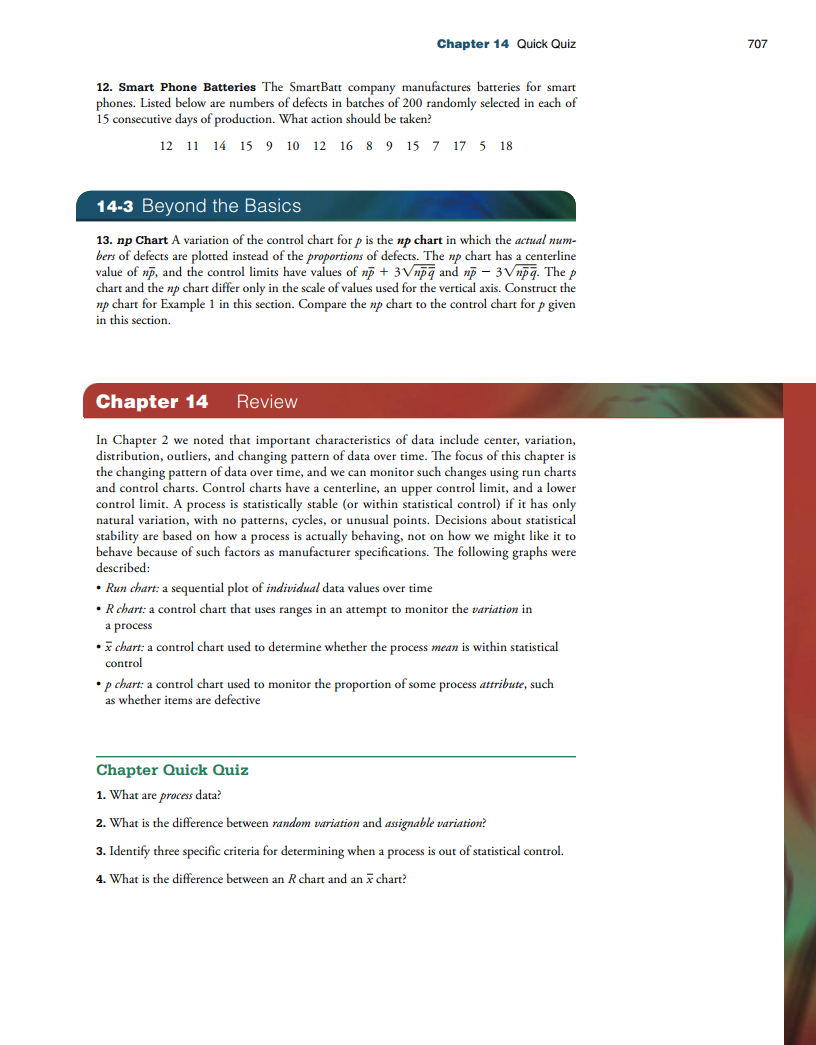 Chapter 14 Quick Quiz 707
12. Smart Phone Batteries The SmartBatt company manufactures batteries for smart
phones. Listed below are numbers of defects in batches of 200 randomly selected in each of
15 consecutive days of production. What action should be taken?
12 11 14 15 9 10 12 16 8 9 15 7 17 5 18
14-3 Beyond the Basics
13. np Chart A variation of the control chart for p is the np chart in which the actual num-
bers of defects are plotted instead of the proportions of defects. The np chart has a centerline
value of np̅, and the control limits have values of np̅ + 3√np̅q̅ and np̅ − 3√np̅q̅. The p
chart and the np chart differ only in the scale of values used for the vertical axis. Construct the
np chart for Example 1 in this section. Compare the np chart to the control chart for p given
in this section.
Chapter 14 Review
In Chapter 2 we noted that important characteristics of data include center, variation,
distribution, outliers, and changing pattern of data over time. The focus of this chapter is
the changing pattern of data over time, and we can monitor such changes using run charts
and control charts. Control charts have a centerline, an upper control limit, and a lower
control limit. A process is statistically stable (or within statistical control) if it has only
natural variation, with no patterns, cycles, or unusual points. Decisions about statistical
stability are based on how a process is actually behaving, not on how we might like it to
behave because of such factors as manufacturer specifications. The following graphs were
described:
• Run chart: a sequential plot of individual data values over time
• R chart: a control chart that uses ranges in an attempt to monitor the variation in
a process
• x̅ chart: a control chart used to determine whether the process mean is within statistical
control
• p chart: a control chart used to monitor the proportion of some process attribute, such
as whether items are defective
Chapter Quick Quiz
1. What are process data?
2. What is the difference between random variation and assignable variation?
3. Identify three specific criteria for determining when a process is out of statistical control.
4. What is the difference between an R chart and an x̅ chart?